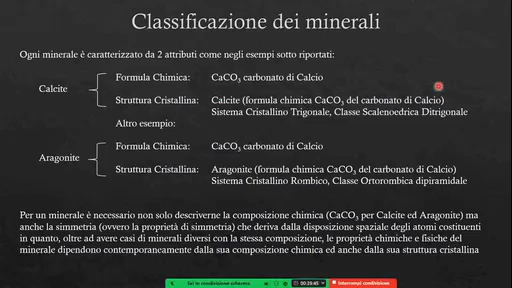 Classificazione dei minerali
Ogni minerale è caratterizzato da 2 attributi come negli esempi sotto riportati:
Calcite
Formula Chimica: CaCO₃ carbonato di Calcio
Struttura Cristallina: Calcite (formula chimica CaCO₃ del carbonato di Calcio)
Sistema Cristallino Trigonale, Classe Scalenoedrica Ditrigonale
Altro esempio:
Aragonite
Formula Chimica: CaCO₃ carbonato di Calcio
Struttura Cristallina: Aragonite (formula chimica CaCO₃ del carbonato di Calcio)
Sistema Cristallino Rombico, Classe Ortorombica dipiramidale
Per un minerale è necessario non solo descriverne la composizione chimica (CaCO₃ per Calcite ed Aragonite) ma
anche la simmetria (ovvero la proprietà di simmetria) che deriva dalla disposizione spaziale degli atomi costituenti
in quanto, oltre ad avere casi di minerali diversi con la stessa composizione, le proprietà chimiche e fisiche del
minerale dipendono contemporaneamente dalla sua composizione chimica ed anche dalla sua struttura cristallina
Sei in condivisione schermo 00:23:45 Interrompi condivisione